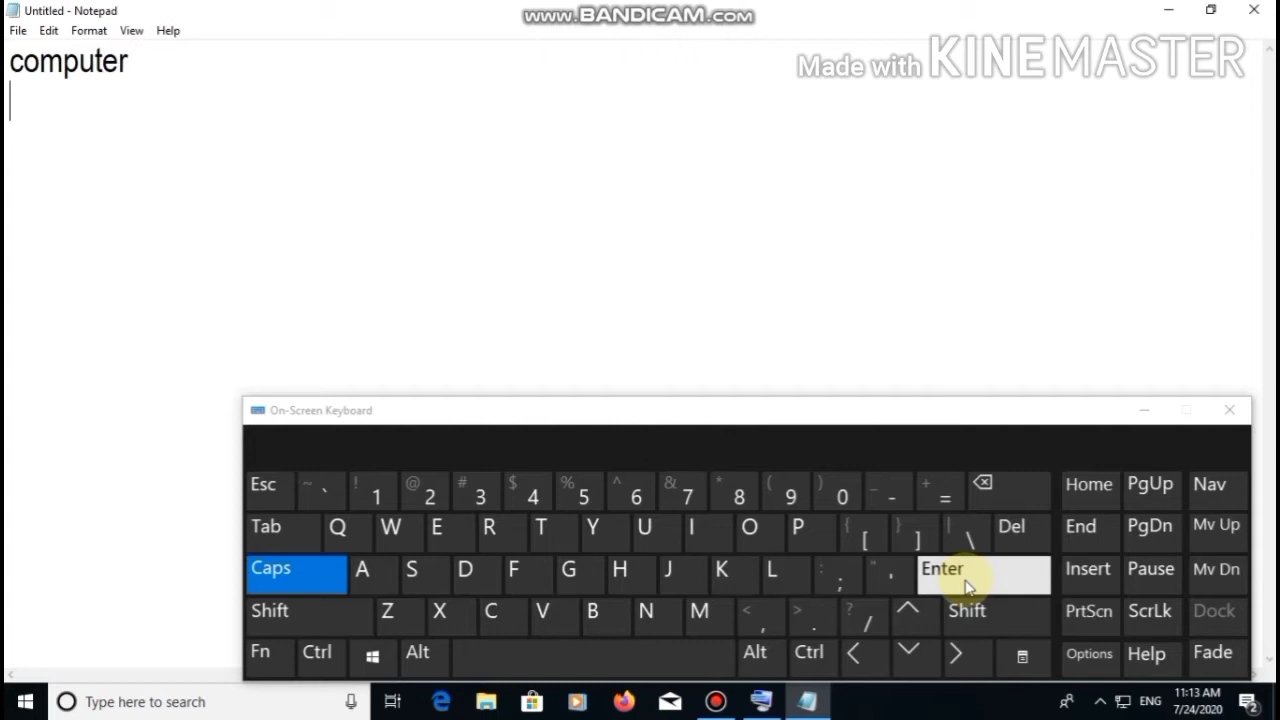 Untitled - Notepad
www.BANDICAM.com
File Edit Format View Help
Made with KINEMASTER
computer
On-Screen Keyboard
Esc ~ ` ! 1 @ 2 # 3 $ 4 % 5 ^ 6 & 7 * 8 ( 9 ) 0 _ - + = Home PgUp Nav
Tab Q W E R T Y U I O P { [ } ] | \ Del End PgDn Mv Up
Caps A S D F G H J K L : ; " ' Enter Insert Pause Mv Dn
Shift Z X C V B N M < , > . ? / Shift PrtScn ScrLk Dock
Fn Ctrl Alt Alt Ctrl Options Help Fade
Type here to search ENG 11:13 AM
7/24/2020 2